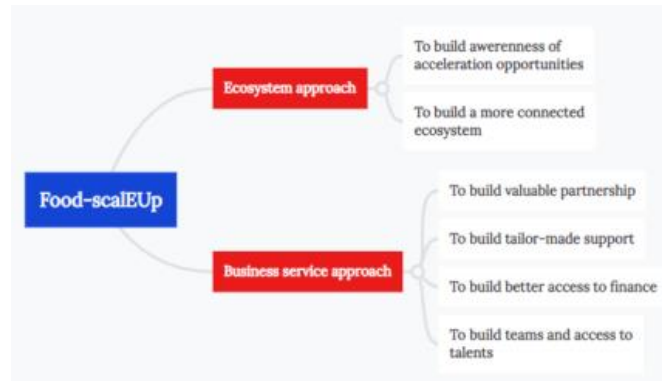 To build awerenness of
acceleration opportunities
Ecosystem approach
To build a more connected
ecosystem
Food-scalEUp
To build valuable partnership
To build tailor-made support
Business service approach
To build better access to finance
To build teams and access to
talents